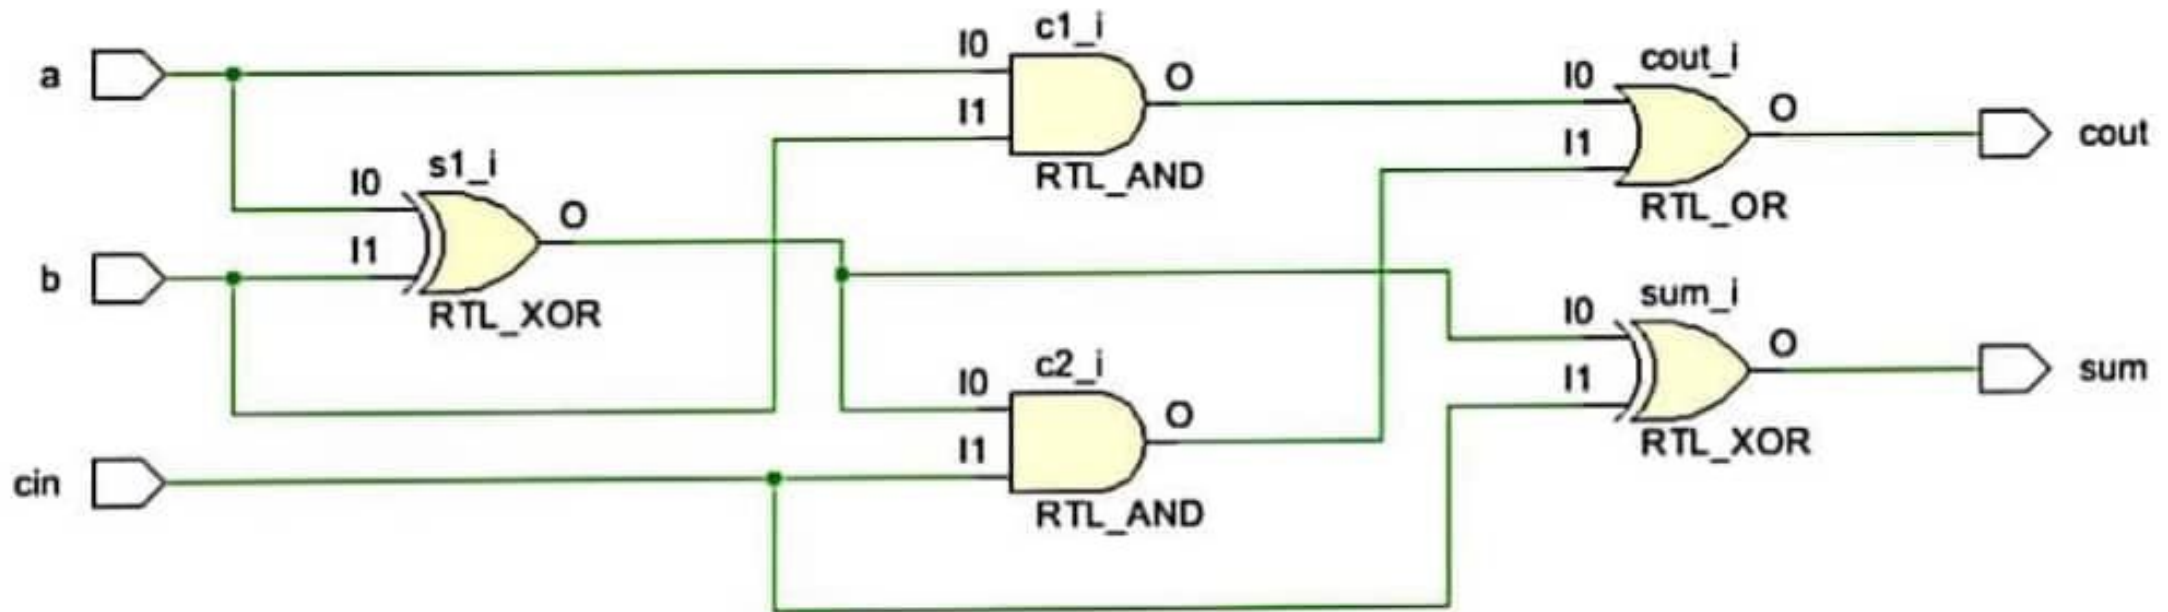 a
b
cin
I0
I1
s1_i
O
RTL_XOR
I0
I1
c1_i
O
RTL_AND
I0
I1
c2_i
O
RTL_AND
I0
I1
cout_i
O
RTL_OR
cout
I0
I1
sum_i
O
RTL_XOR
sum